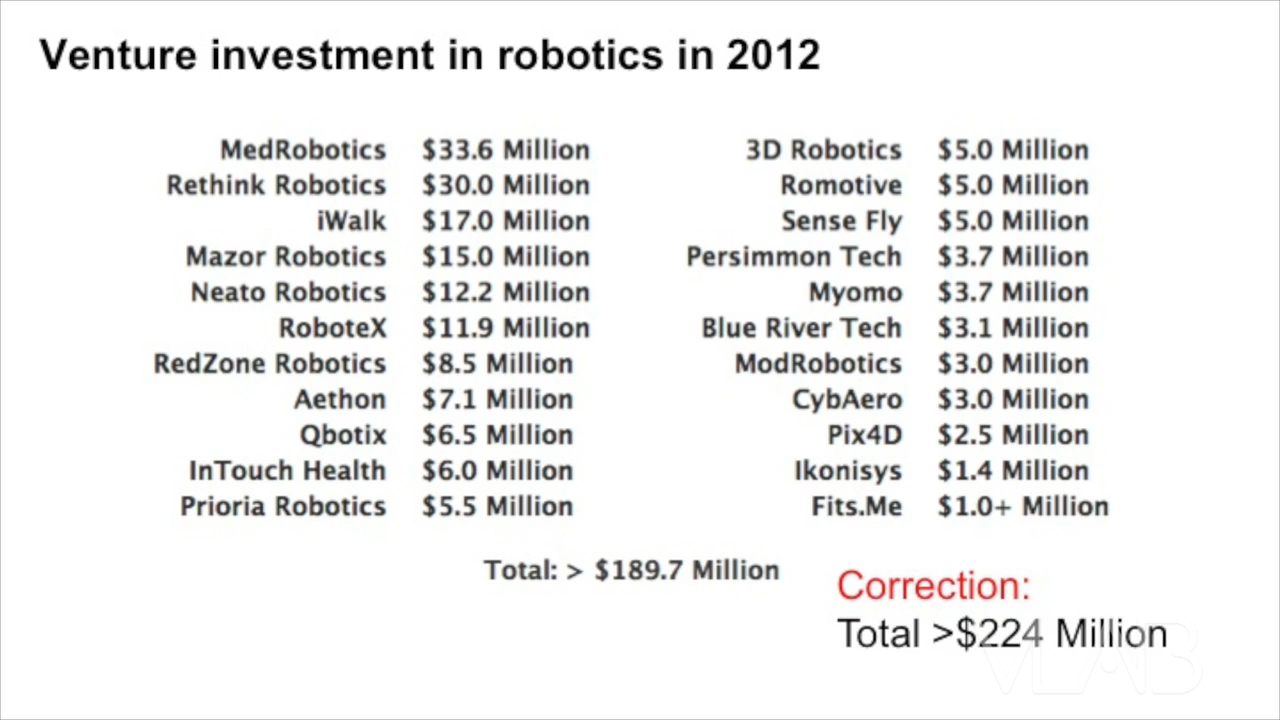 Venture investment in robotics in 2012
MedRobotics $33.6 Million
Rethink Robotics $30.0 Million
iWalk $17.0 Million
Mazor Robotics $15.0 Million
Neato Robotics $12.2 Million
RoboteX $11.9 Million
RedZone Robotics $8.5 Million
Aethon $7.1 Million
Qbotix $6.5 Million
InTouch Health $6.0 Million
Prioria Robotics $5.5 Million
3D Robotics $5.0 Million
Romotive $5.0 Million
Sense Fly $5.0 Million
Persimmon Tech $3.7 Million
Myomo $3.7 Million
Blue River Tech $3.1 Million
ModRobotics $3.0 Million
CybAero $3.0 Million
Pix4D $2.5 Million
Ikonisys $1.4 Million
Fits.Me $1.0+ Million
Total: > $189.7 Million
Correction:
Total >$224 Million
VLAB